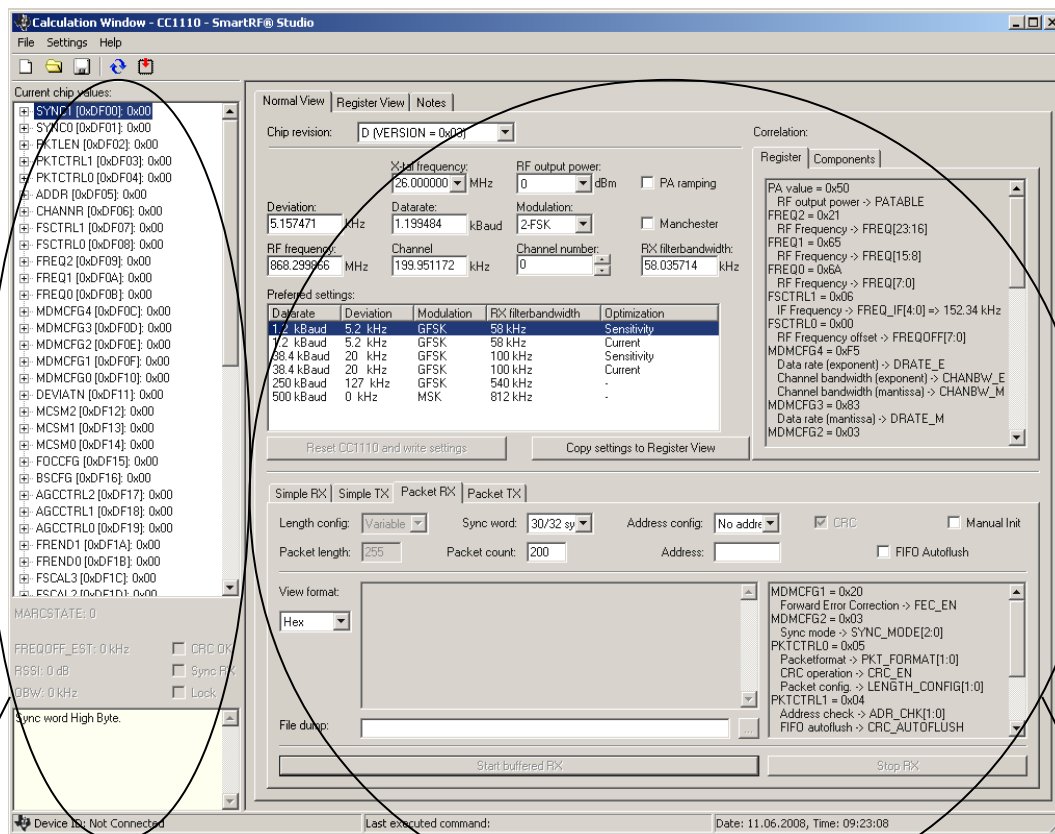 Calculation Window - CC1110 - SmartRF® Studio
File Settings Help
Current chip values:
SYNC1 [0xDF00]: 0x00
SYNC0 [0xDF01]: 0x00
PKTLEN [0xDF02]: 0x00
PKTCTRL1 [0xDF03]: 0x00
PKTCTRL0 [0xDF04]: 0x00
ADDR [0xDF05]: 0x00
CHANNR [0xDF06]: 0x00
FSCTRL1 [0xDF07]: 0x00
FSCTRL0 [0xDF08]: 0x00
FREQ2 [0xDF09]: 0x00
FREQ1 [0xDF0A]: 0x00
FREQ0 [0xDF0B]: 0x00
MDMCFG4 [0xDF0C]: 0x00
MDMCFG3 [0xDF0D]: 0x00
MDMCFG2 [0xDF0E]: 0x00
MDMCFG1 [0xDF0F]: 0x00
MDMCFG0 [0xDF10]: 0x00
DEVIATN [0xDF11]: 0x00
MCSM2 [0xDF12]: 0x00
MCSM1 [0xDF13]: 0x00
MCSM0 [0xDF14]: 0x00
FOCCFG [0xDF15]: 0x00
BSCFG [0xDF16]: 0x00
AGCCTRL2 [0xDF17]: 0x00
AGCCTRL1 [0xDF18]: 0x00
AGCCTRL0 [0xDF19]: 0x00
FREND1 [0xDF1A]: 0x00
FREND0 [0xDF1B]: 0x00
FSCAL3 [0xDF1C]: 0x00
FSCAL2 [0xDF1D]: 0x00
MARCSTATE: 0
FREQOFF_EST: 0 kHz CRC OK
RSSI: 0 dB Sync RX
OBW: 0 kHz Lock
Sync word High Byte.
Normal View Register View Notes
Chip revision: D (VERSION = 0x03)
X-tal frequency: RF output power:
26.000000 MHz 0 dBm PA ramping
Deviation: Datarate: Modulation:
5.157471 kHz 1.199484 kBaud 2-FSK Manchester
RF frequency: Channel Channel number: RX filterbandwidth:
868.299866 MHz 199.951172 kHz 0 58.035714 kHz
Preferred settings:
Datarate Deviation Modulation RX filterbandwidth Optimization
1.2 kBaud 5.2 kHz GFSK 58 kHz Sensitivity
1.2 kBaud 5.2 kHz GFSK 58 kHz Current
38.4 kBaud 20 kHz GFSK 100 kHz Sensitivity
38.4 kBaud 20 kHz GFSK 100 kHz Current
250 kBaud 127 kHz GFSK 540 kHz -
500 kBaud 0 kHz MSK 812 kHz -
Reset CC1110 and write settings Copy settings to Register View
Correlation:
Register Components
PA value = 0x50
RF output power -> PATABLE
FREQ2 = 0x21
RF Frequency -> FREQ[23:16]
FREQ1 = 0x65
RF Frequency -> FREQ[15:8]
FREQ0 = 0x6A
RF Frequency -> FREQ[7:0]
FSCTRL1 = 0x06
IF Frequency -> FREQ_IF[4:0] => 152.34 kHz
FSCTRL0 = 0x00
RF Frequency offset -> FREQOFF[7:0]
MDMCFG4 = 0xF5
Data rate (exponent) -> DRATE_E
Channel bandwidth (exponent) -> CHANBW_E
Channel bandwidth (mantissa) -> CHANBW_M
MDMCFG3 = 0x83
Data rate (mantissa) -> DRATE_M
MDMCFG2 = 0x03
Simple RX Simple TX Packet RX Packet TX
Length config: Variable Sync word: 30/32 sy Address config: No addre CRC Manual Init
Packet length: 255 Packet count: 200 Address: FIFO Autoflush
View format:
Hex
MDMCFG1 = 0x20
Forward Error Correction -> FEC_EN
MDMCFG2 = 0x03
Sync mode -> SYNC_MODE[2:0]
PKTCTRL0 = 0x05
Packetformat -> PKT_FORMAT[1:0]
CRC operation -> CRC_EN
Packet config. -> LENGTH_CONFIG[1:0]
PKTCTRL1 = 0x04
Address check -> ADR_CHK[1:0]
FIFO autoflush -> CRC_AUTOFLUSH
File dump: ...
Start buffered RX Stop RX
Device ID: Not Connected Last executed command: Date: 11.06.2008, Time: 09:23:08